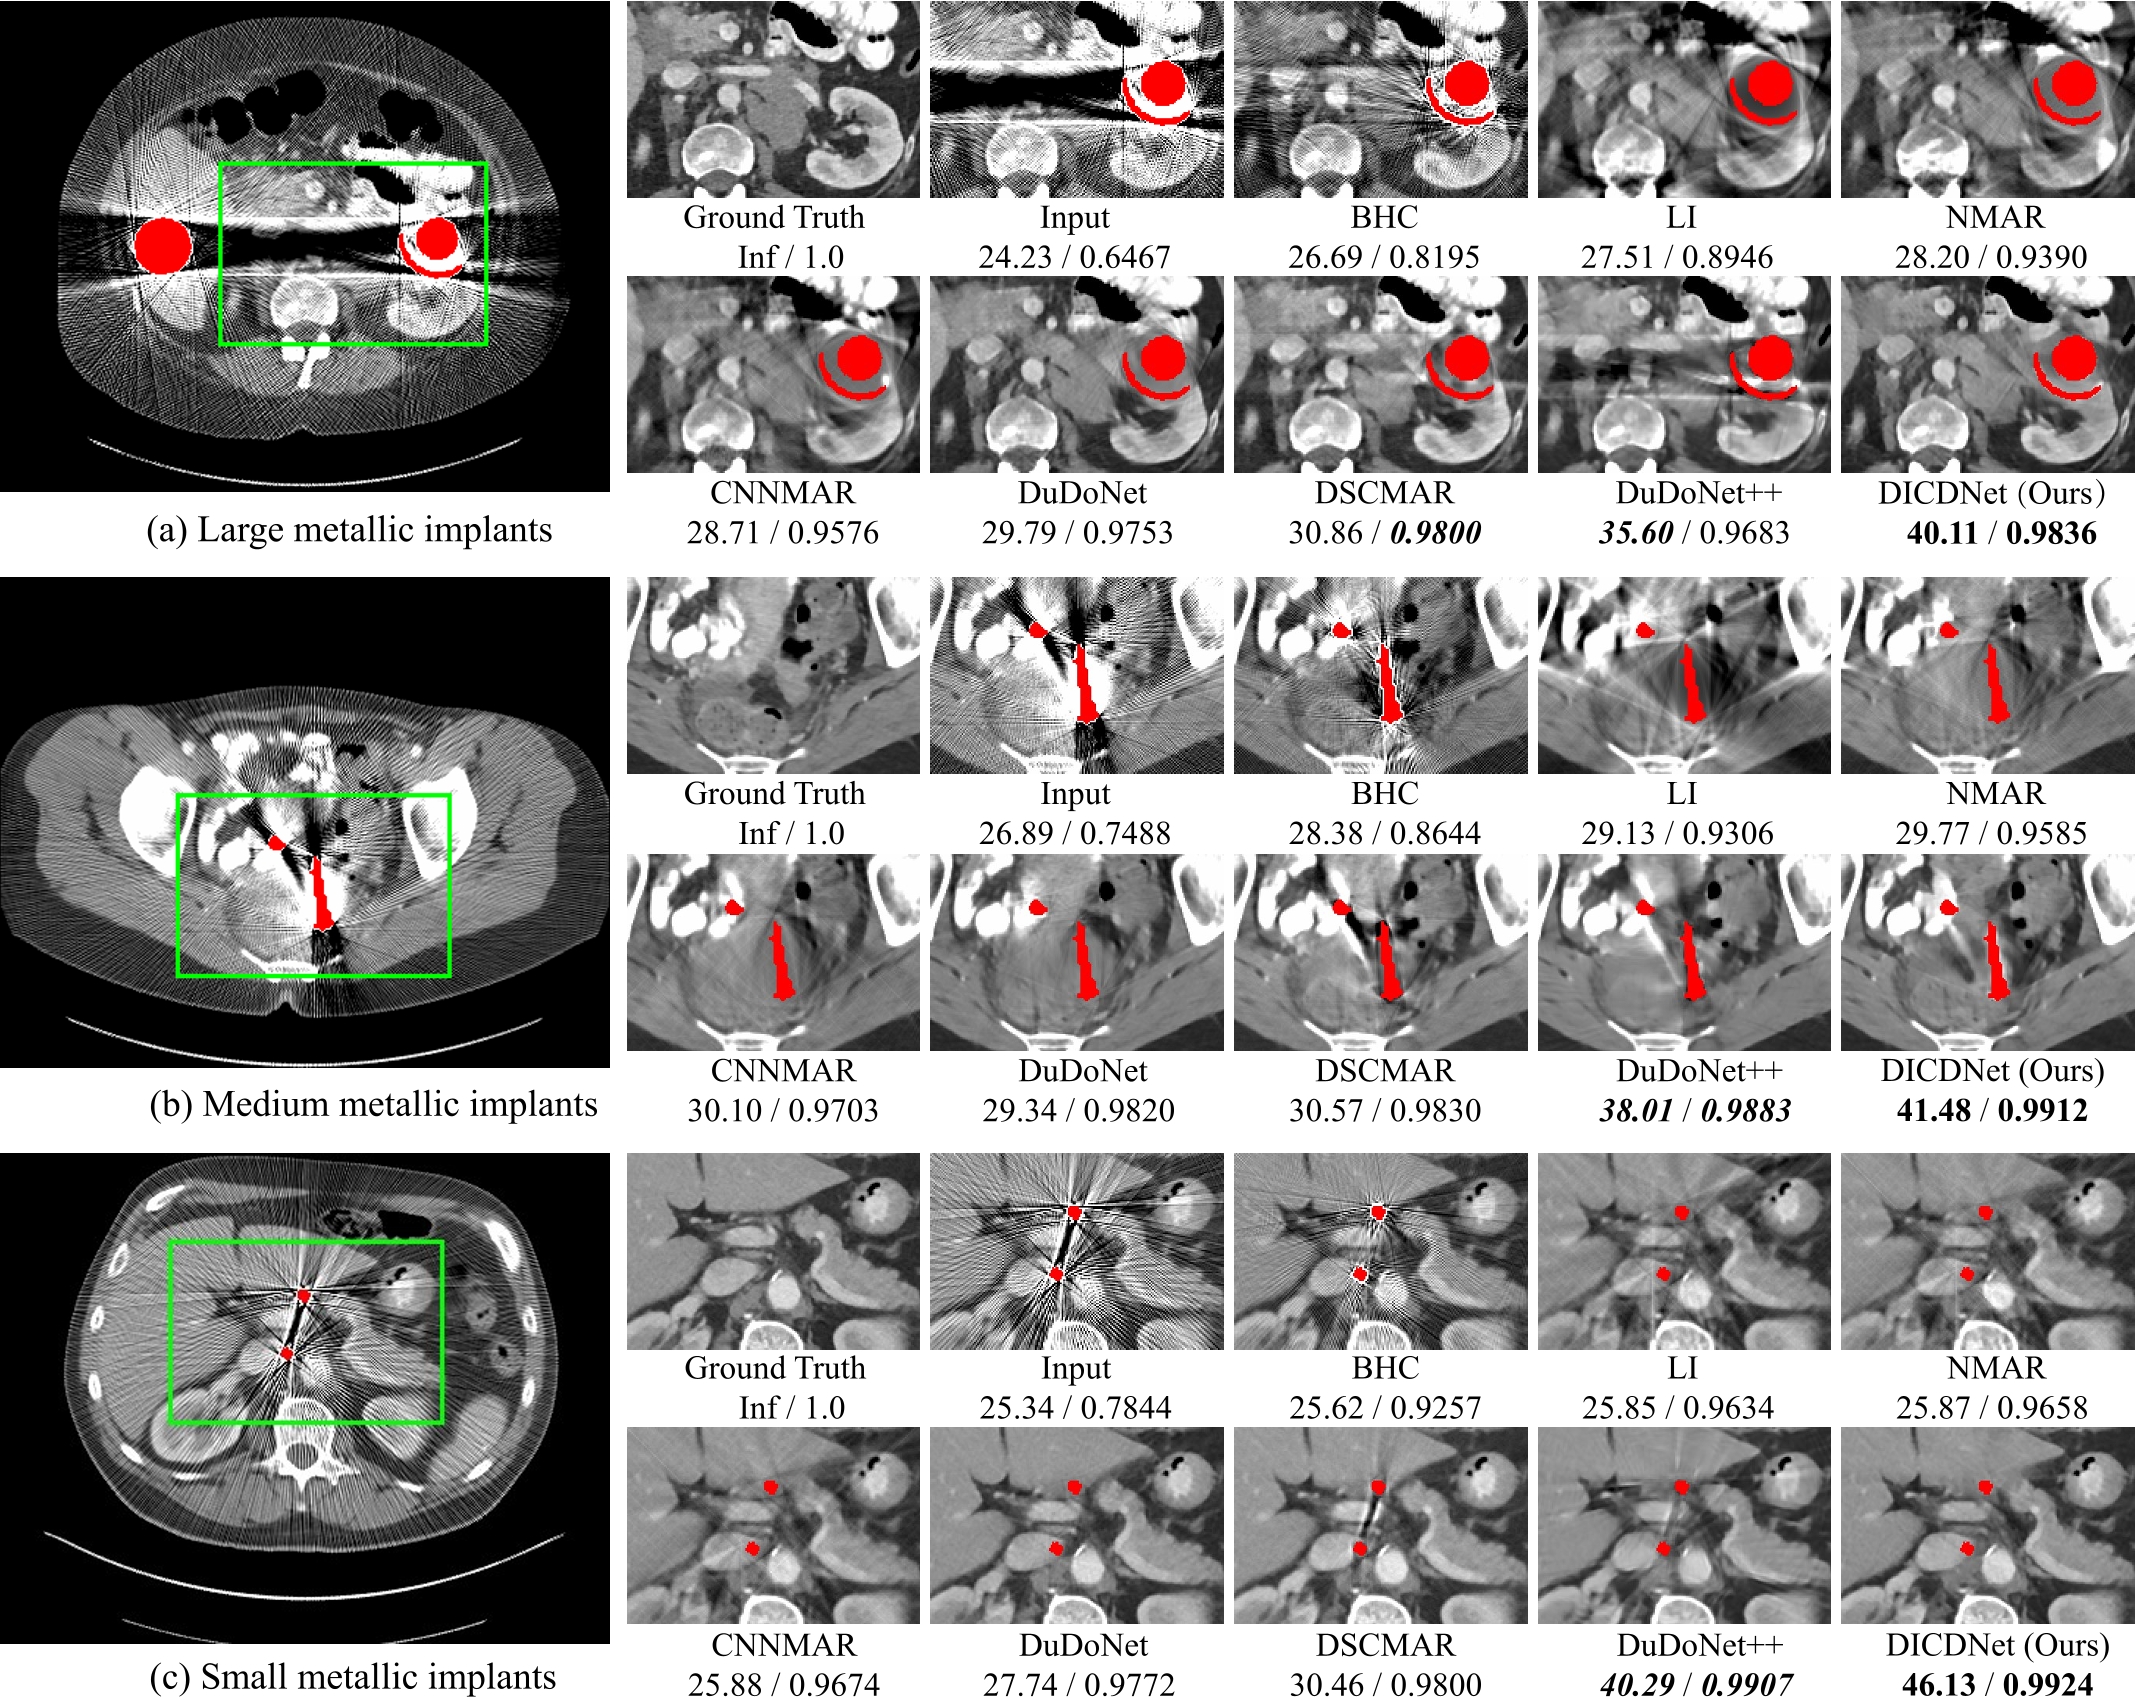 Ground Truth Input BHC LI NMAR
Inf / 1.0 24.23 / 0.6467 26.69 / 0.8195 27.51 / 0.8946 28.20 / 0.9390
CNNMAR DuDoNet DSCMAR DuDoNet++ DICDNet (Ours)
28.71 / 0.9576 29.79 / 0.9753 30.86 / 0.9800 35.60 / 0.9683 40.11 / 0.9836
(a) Large metallic implants
Ground Truth Input BHC LI NMAR
Inf / 1.0 26.89 / 0.7488 28.38 / 0.8644 29.13 / 0.9306 29.77 / 0.9585
CNNMAR DuDoNet DSCMAR DuDoNet++ DICDNet (Ours)
30.10 / 0.9703 29.34 / 0.9820 30.57 / 0.9830 38.01 / 0.9883 41.48 / 0.9912
(b) Medium metallic implants
Ground Truth Input BHC LI NMAR
Inf / 1.0 25.34 / 0.7844 25.62 / 0.9257 25.85 / 0.9634 25.87 / 0.9658
CNNMAR DuDoNet DSCMAR DuDoNet++ DICDNet (Ours)
25.88 / 0.9674 27.74 / 0.9772 30.46 / 0.9800 40.29 / 0.9907 46.13 / 0.9924
(c) Small metallic implants